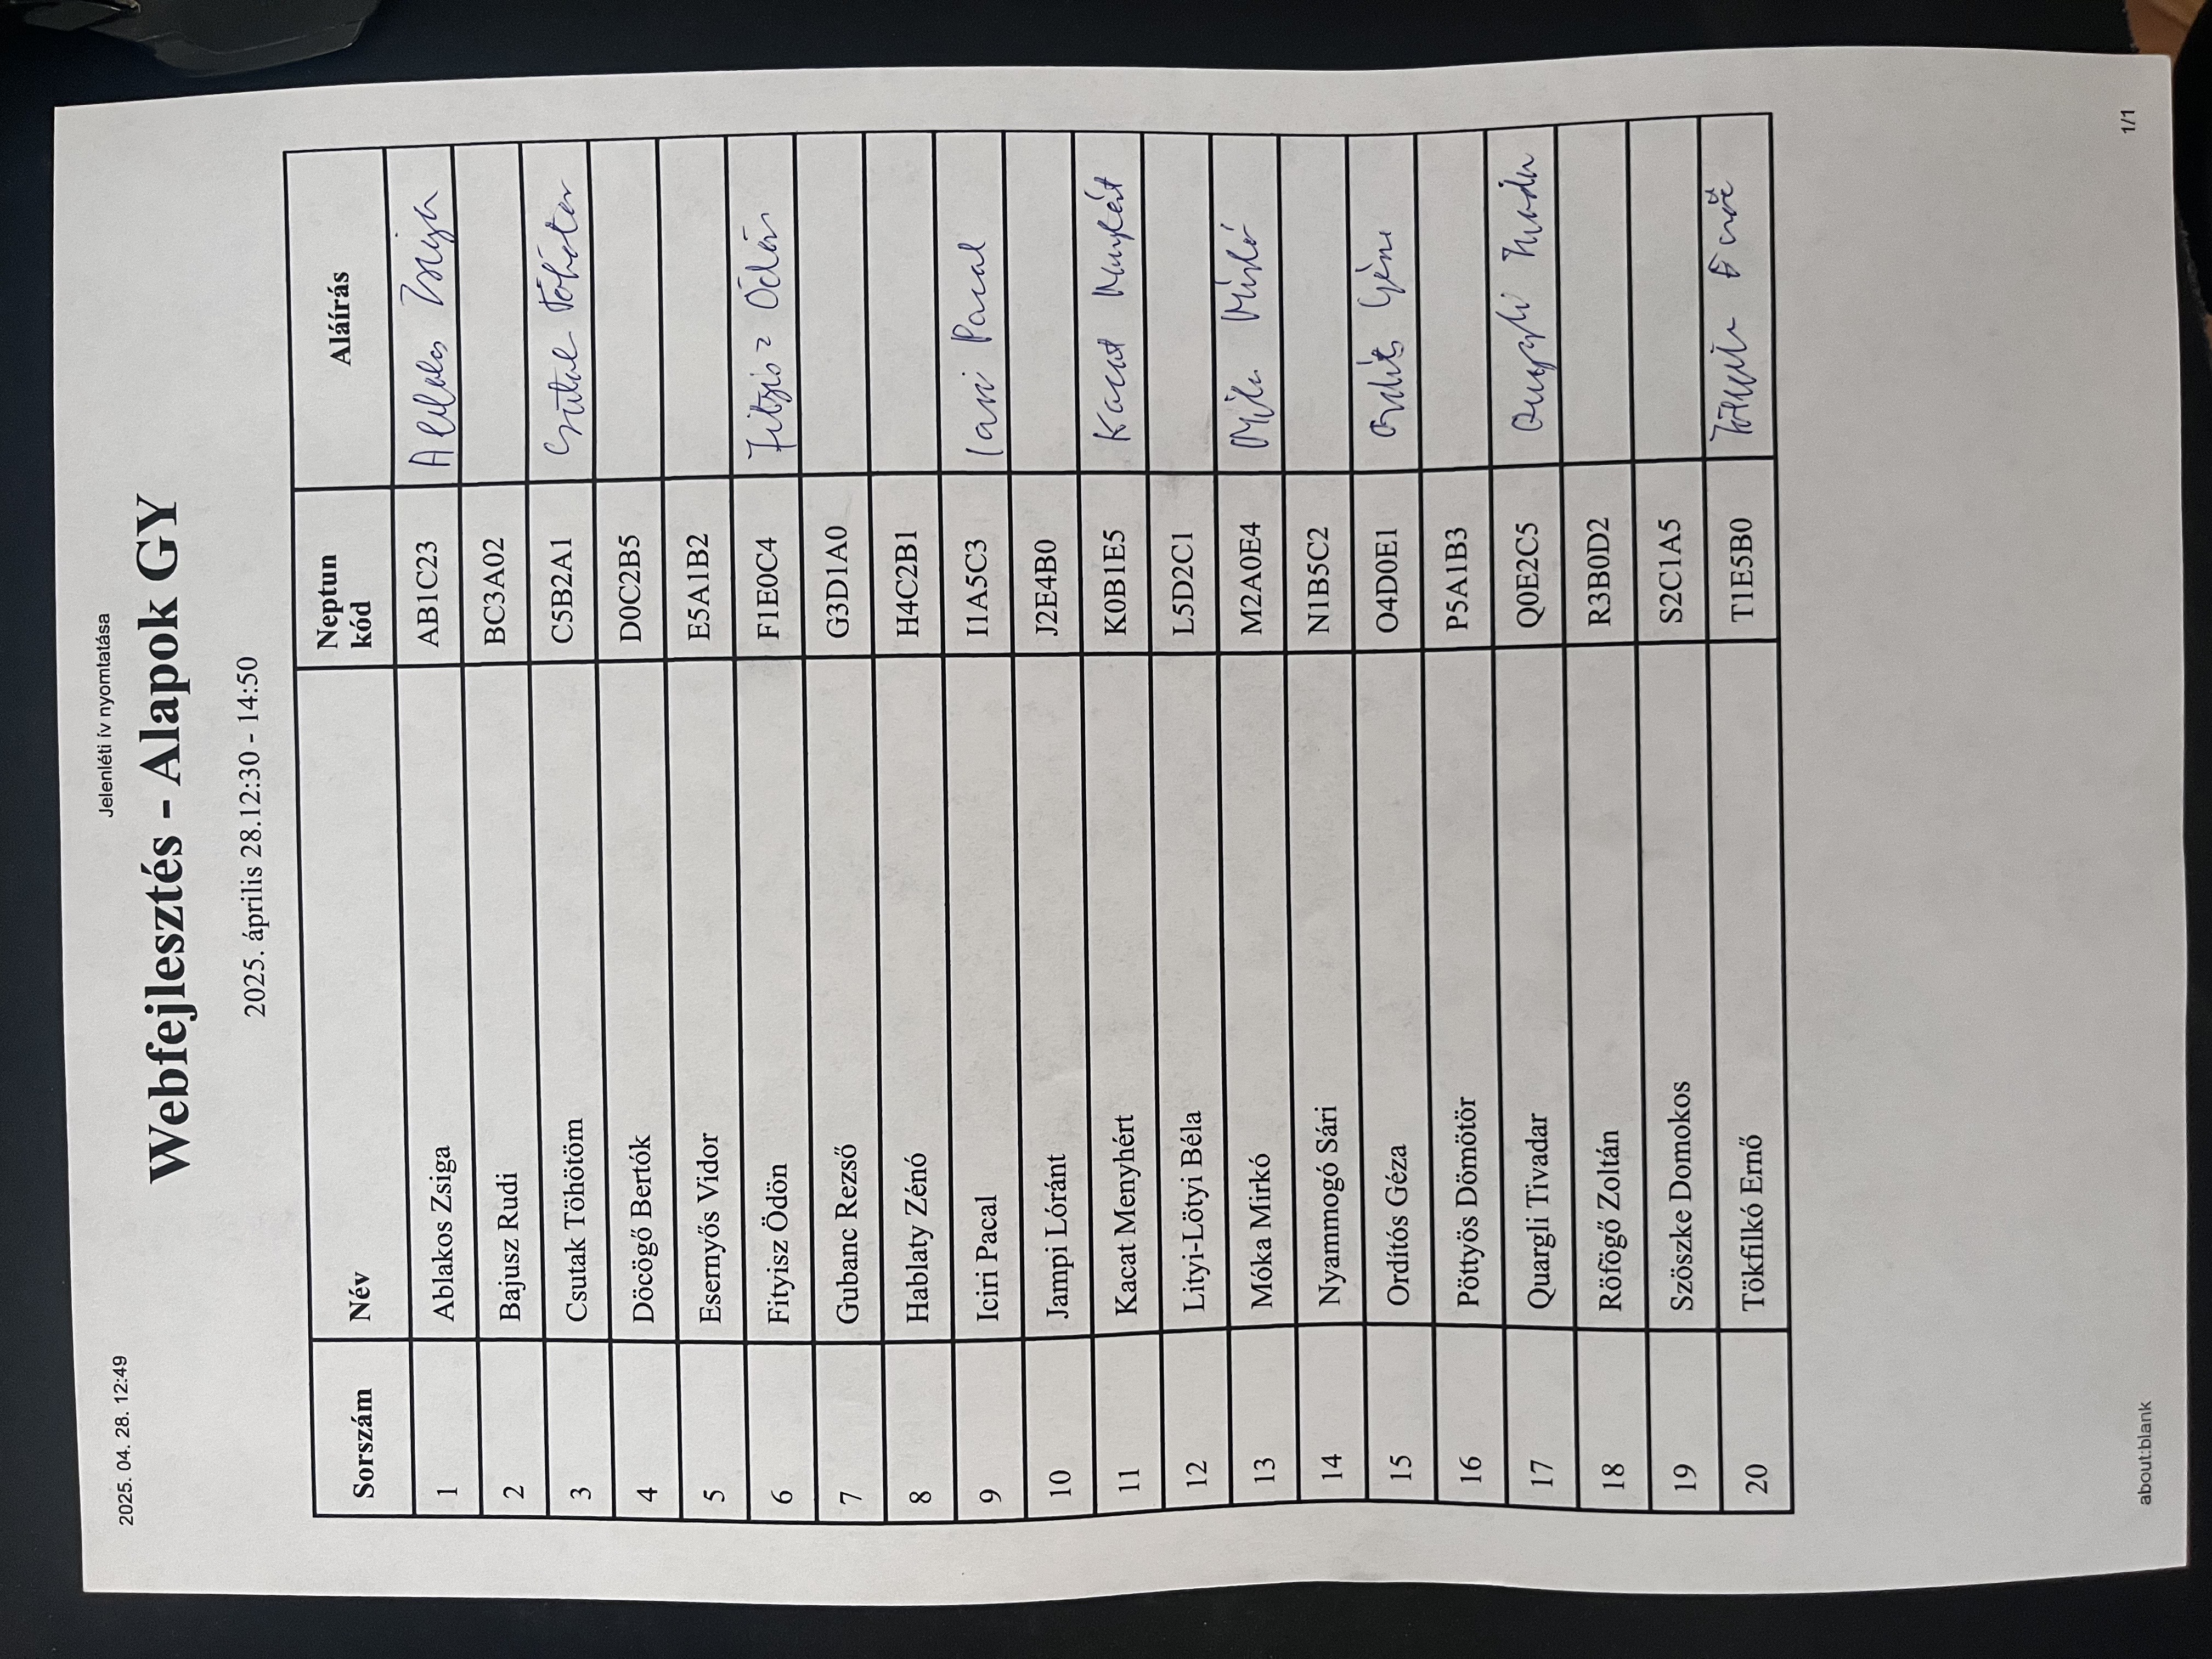 2025. 04. 28. 12:49
Jelenléti ív nyomtatása
Webfejlesztés - Alapok GY
2025. április 28.12:30 - 14:50
Sorszám Név Neptun kód Aláírás
1 Ablakos Zsiga AB1C23 Ablakos Zsiga
2 Bajusz Rudi BC3A02
3 Csutak Töhötöm C5B2A1 Csutak Töhötöm
4 Döcögő Bertók D0C2B5
5 Esernyős Vidor E5A1B2
6 Fityisz Ödön F1E0C4 Fityisz Ödön
7 Gubanc Rezső G3D1A0
8 Hablaty Zénó H4C2B1
9 Iciri Pacal I1A5C3 Iciri Pacal
10 Jampi Lóránt J2E4B0
11 Kacat Menyhért K0B1E5 Kacat Menyhért
12 Lityi-Lötyi Béla L5D2C1
13 Móka Mirkó M2A0E4 Móka Mirkó
14 Nyammogó Sári N1B5C2
15 Ordítós Géza O4D0E1 Ordítós Géza
16 Pöttyös Dömötör P5A1B3
17 Quargli Tivadar Q0E2C5 Quargli Tivadar
18 Röfögő Zoltán R3B0D2
19 Szöszke Domokos S2C1A5
20 Tökfilkó Ernő T1E5B0 Tökfilkó Ernő
about:blank
1/1